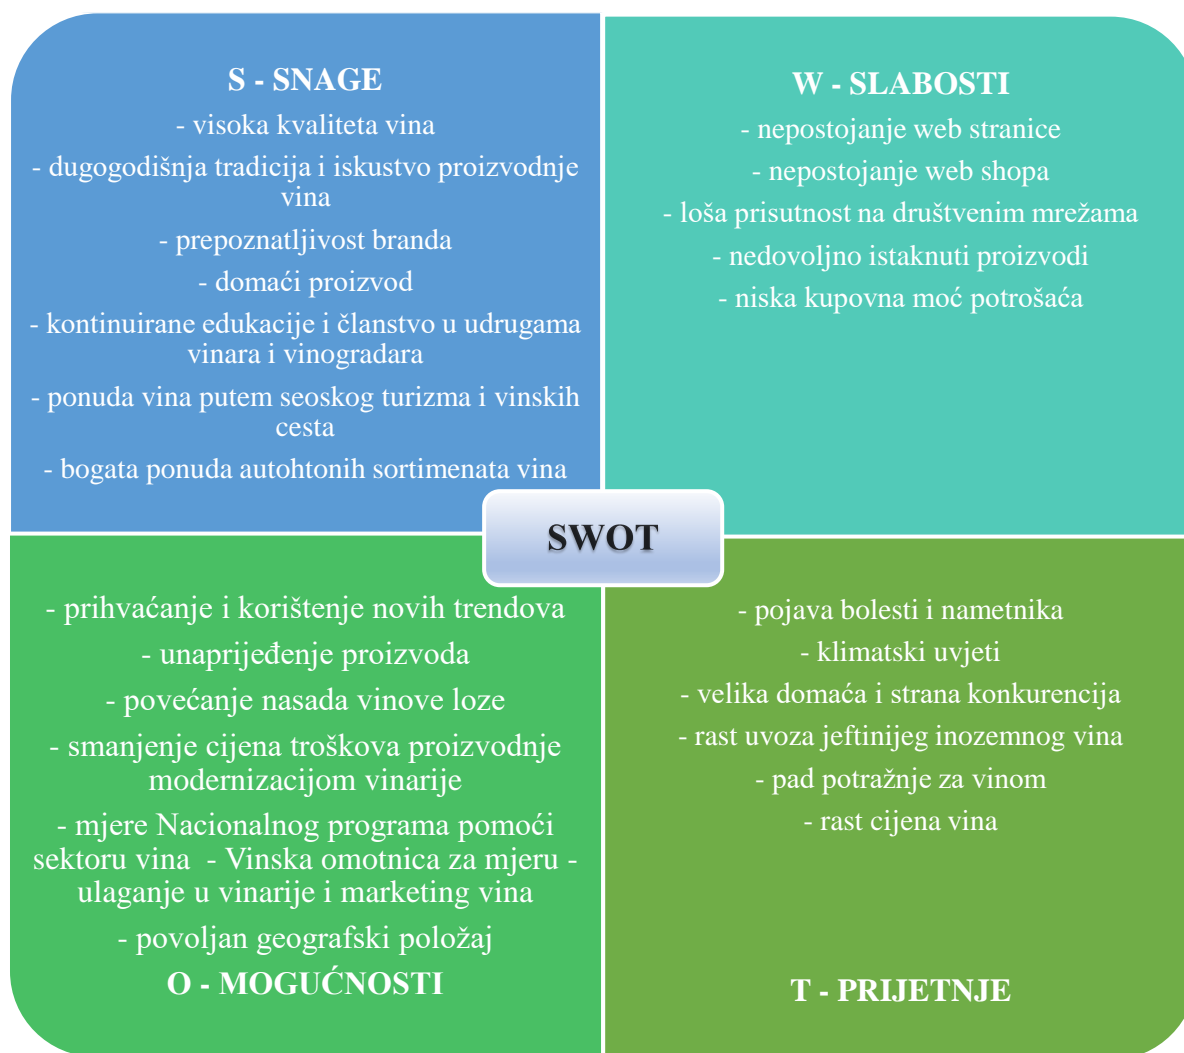 S - SNAGE
- visoka kvaliteta vina
- dugogodišnja tradicija i iskustvo proizvodnje
vina
- prepoznatljivost branda
- domaći proizvod
- kontinuirane edukacije i članstvo u udrugama
vinara i vinogradara
- ponuda vina putem seoskog turizma i vinskih
cesta
- bogata ponuda autohtonih sortimenata vina
W - SLABOSTI
- nepostojanje web stranice
- nepostojanje web shopa
- loša prisutnost na društvenim mrežama
- nedovoljno istaknuti proizvodi
- niska kupovna moć potrošaća
SWOT
- prihvaćanje i korištenje novih trendova
- unaprijeđenje proizvoda
- povećanje nasada vinove loze
- smanjenje cijena troškova proizvodnje
modernizacijom vinarije
- mjere Nacionalnog programa pomoći
sektoru vina - Vinska omotnica za mjeru -
ulaganje u vinarije i marketing vina
- povoljan geografski položaj
O - MOGUĆNOSTI
- pojava bolesti i nametnika
- klimatski uvjeti
- velika domaća i strana konkurencija
- rast uvoza jeftinijeg inozemnog vina
- pad potražnje za vinom
- rast cijena vina
T - PRIJETNJE